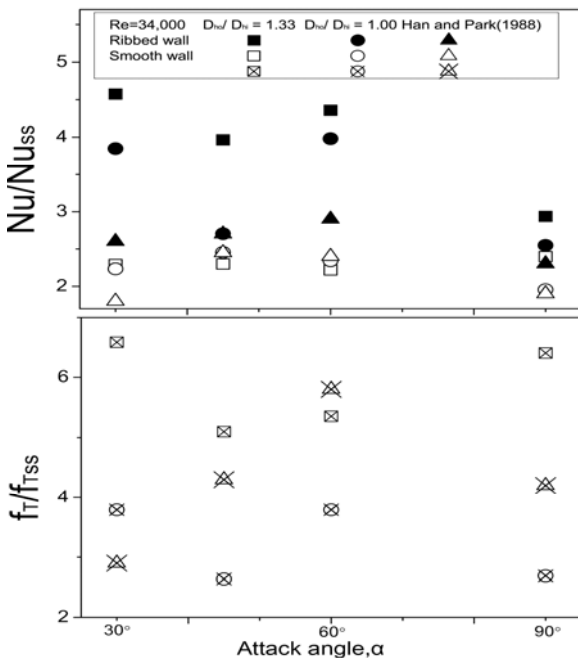 Re=34,000 Dho/ Dhi = 1.33 Dho/ Dhi = 1.00 Han and Park(1988)
Ribbed wall
Smooth wall
5
4
3
2
Nu/Nuss
6
4
2
fT/fTss
30° 60° 90°
Attack angle,α